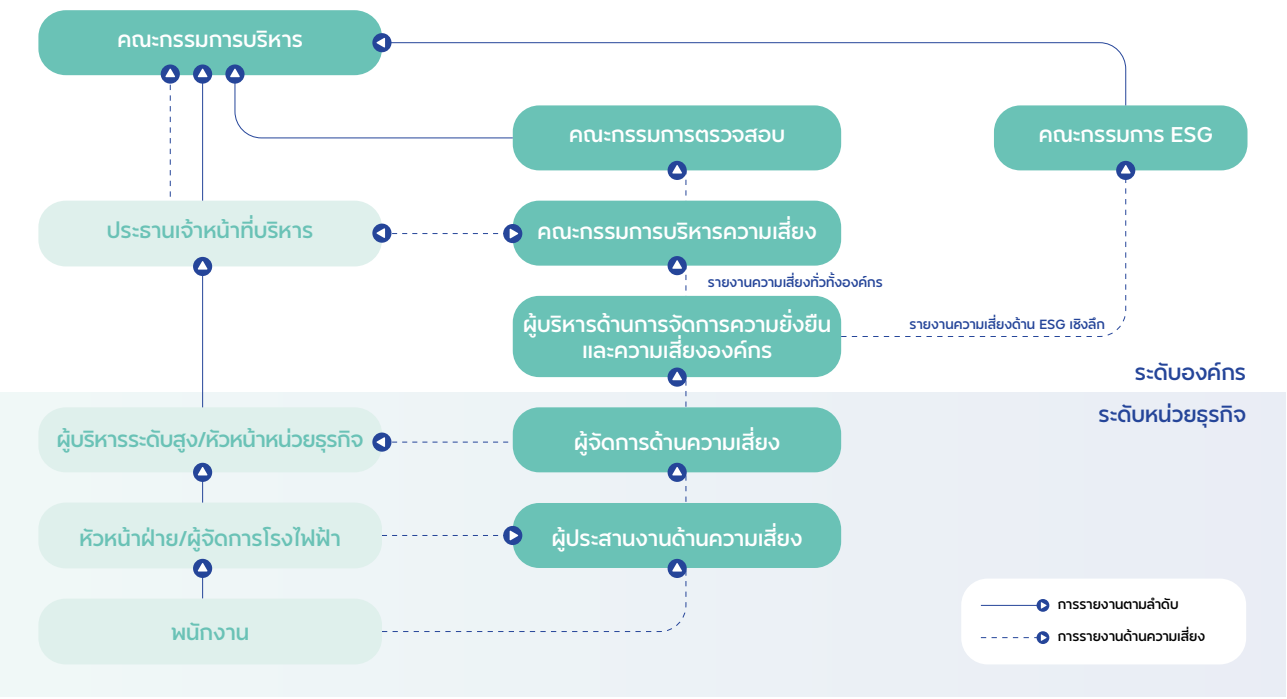 คณะกรรมการบริหาร
คณะกรรมการตรวจสอบ
คณะกรรมการ ESG
ประธานเจ้าหน้าที่บริหาร
คณะกรรมการบริหารความเสี่ยง
รายงานความเสี่ยงทั่วทั้งองค์กร
ผู้บริหารด้านการจัดการความยั่งยืน
และความเสี่ยงองค์กร
รายงานความเสี่ยงด้าน ESG เชิงลึก
ระดับองค์กร
ระดับหน่วยธุรกิจ
ผู้บริหารระดับสูง/หัวหน้าหน่วยธุรกิจ
ผู้จัดการด้านความเสี่ยง
หัวหน้าฝ่าย/ผู้จัดการโรงไฟฟ้า
ผู้ประสานงานด้านความเสี่ยง
พนักงาน
การรายงานตามลำดับ
การรายงานด้านความเสี่ยง